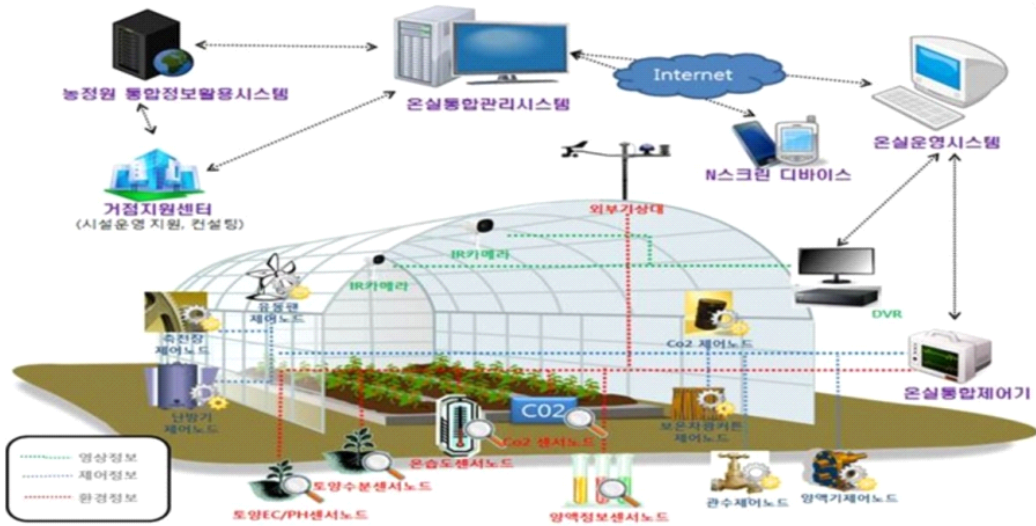 농정원 통합정보활용시스템
온실통합관리시스템
Internet
온실운영시스템
N스크린 디바이스
거점지원센터
(시설운영 지원, 컨설팅)
외부기상대
IR카메라
IR카메라
유동팬
제어노드
측천장
제어노드
Co2 제어노드
DVR
온실통합제어기
난방기
제어노드
CO2
Co2 센서노드
보온차광커튼
제어노드
온습도센서노드
토양수분센서노드
토양EC/PH센서노드
양액정보센서노드
관수제어노드
양액기제어노드
영상정보
제어정보
환경정보